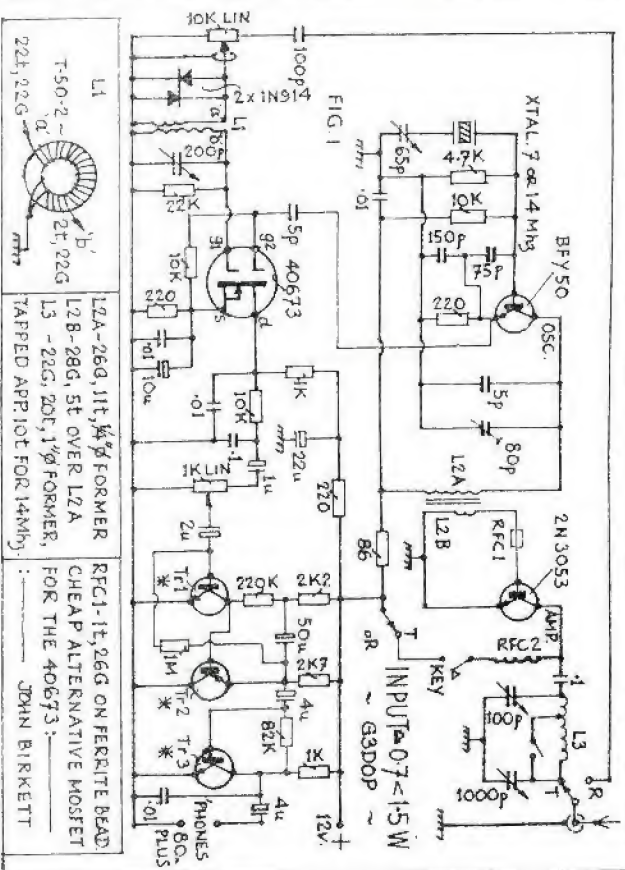 10K LIN
100p
2x 1N914
'a'
L1
'b'
200p
22K
10K
g1
g2
40673
s
d
220
.01
10u
5p
FIG. 1
XTAL. 7 OR 14 Mhz
65p
4.7K
10K
.01
150p
75p
BFY50
OSC.
220
5p
80p
L2A
L2B
RFC1
2N3053
AMP
RFC2
.1
100p
L3
1000p
T
R
KEY
T
OR
86
INPUT≈0.7<1.5W
~ G3DOP ~
1K
.01
10K
.1
22u
220
1u
1K LIN
2u
Tr1
*
220K
2K2
50u
1M
Tr2
*
2K7
4u
82K
Tr3
*
1K
4u
.01
12V.
+
PHONES
80Ω
PLUS
L1
T-50-2~
'a'
22t, 22G
'b'
2t, 22G
L2A-26G, 11t, ¼"Ø FORMER
L2B-28G, 5t OVER L2A
L3 -22G, 20t, 1"Ø FORMER,
TAPPED APP. 10t FOR 14Mhz.
RFC1-1t, 26G ON FERRITE BEAD
CHEAP ALTERNATIVE MOSFET
FOR THE 40673:-
:- JOHN BIRKETT